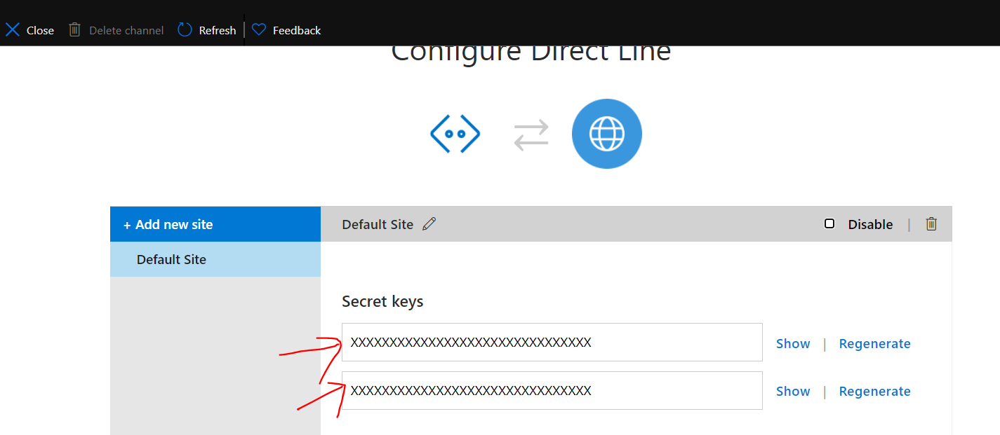 Close Delete channel Refresh Feedback
Configure Direct Line
+ Add new site
Default Site
Default Site Disable |
Secret keys
XXXXXXXXXXXXXXXXXXXXXXXXXXXXXXX Show | Regenerate
XXXXXXXXXXXXXXXXXXXXXXXXXXXXXXX Show | Regenerate